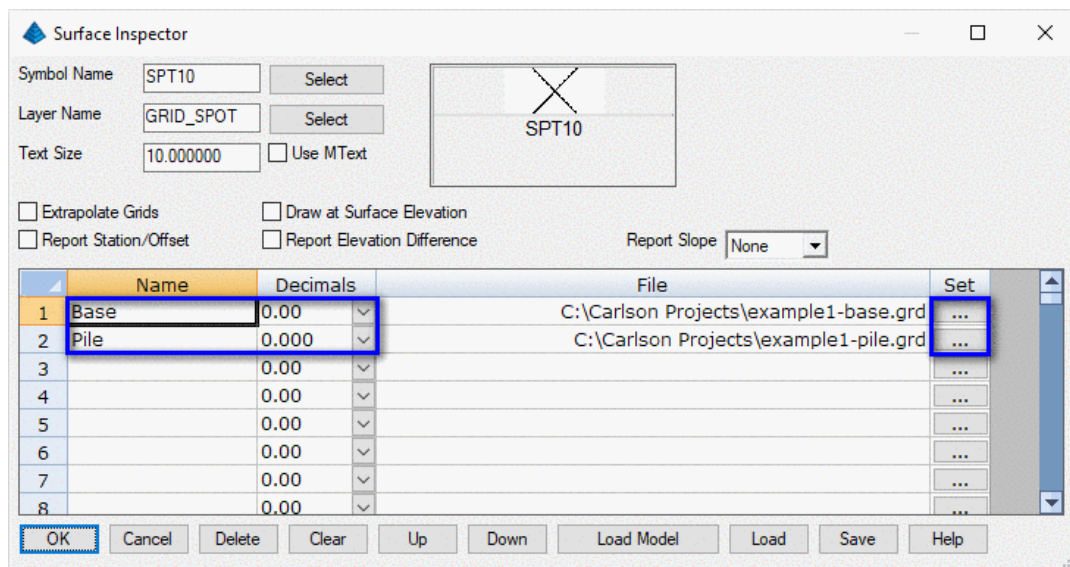 Surface Inspector
Symbol Name SPT10 Select
Layer Name GRID_SPOT Select
SPT10
Text Size 10.000000 Use MText
Extrapolate Grids Draw at Surface Elevation
Report Station/Offset Report Elevation Difference Report Slope None
Name Decimals File Set
1 Base 0.00 C:\Carlson Projects\example1-base.grd ...
2 Pile 0.000 C:\Carlson Projects\example1-pile.grd ...
3 0.00 ...
4 0.00 ...
5 0.00 ...
6 0.00 ...
7 0.00 ...
8 0.00 ...
OK Cancel Delete Clear Up Down Load Model Load Save Help